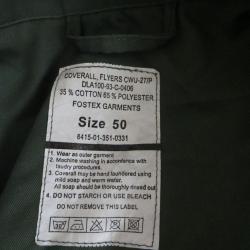 COVERALL, FLYERS CWU-27/P
DLA100-93-C-0406
35 % COTTON 65 % POLYESTER
FOSTEX GARMENTS
Size 50
8415-01-351-0331
1. Wear as outer garment
2. Machine washing in accordance with
laudry procedures.
3. Coverall may be hand laundered using
mild soap and warm water.
All soap should be thoroughly rinsed out
4. DO NOT STARCH OR USE BLEACH
DO NOT REMOVE THIS LABEL